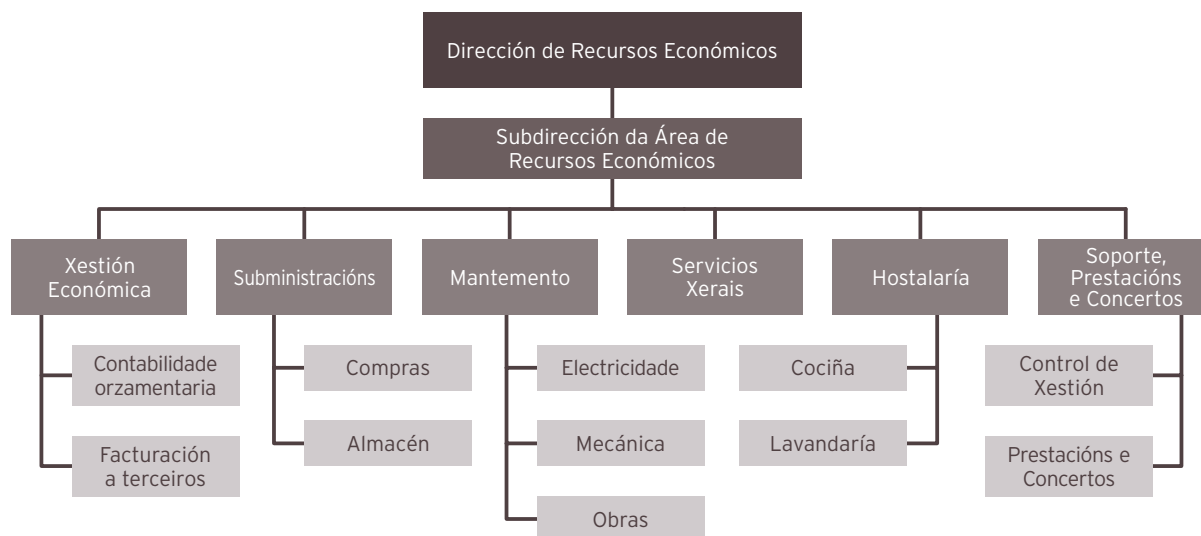 Dirección de Recursos Económicos
Subdirección da Área de
Recursos Económicos
Xestión
Económica
Subministracións
Mantemento
Servicios
Xerais
Hostalaría
Soporte,
Prestacións
e Concertos
Contabilidade
orzamentaria
Facturación
a terceiros
Compras
Almacén
Electricidade
Mecánica
Obras
Cociña
Lavandaría
Control de
Xestión
Prestacións e
Concertos